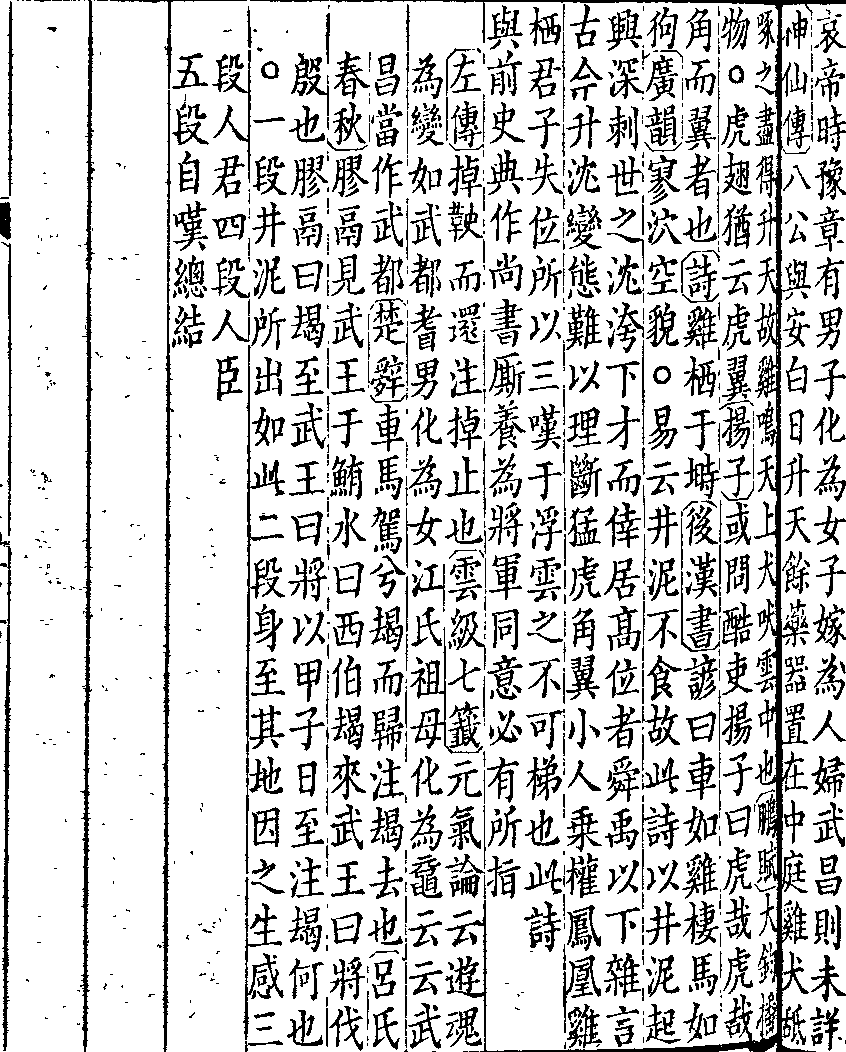 哀帝時豫章有男子化為女子嫁為人婦武昌則未詳
神仙傳八公與安白日升天餘藥器置在中庭雞犬舐
啄之盡得升天故雞鳴天上犬吠雲中也鵬賦大鈞播
物○虎翅猶云虎翼揚子或問酷吏揚子曰虎哉虎哉
角而翼者也詩雞栖于塒後漢書諺曰車如雞棲馬如
狗廣韻寥泬空貌○易云井泥不食故此詩以井泥起
興深刺世之沈洿下才而倖居高位者舜禹以下雜言
古今升沈變態難以理斷猛虎角翼小人乗權鳳凰雞
栖君子失位所以三嘆于浮雲之不可梯也此詩
與前史典作尚書廝養為將軍同意必有所指
左傳掉鞅而還注掉止也雲級七籤元氣論云遊魂
為變如武都耆男化為女江氏祖母化為黿云云武
昌當作武都楚辭車馬駕兮朅而歸注朅去也呂氏
春秋膠鬲見武王于鮪水曰西伯朅來武王曰將伐
殷也膠鬲曰朅至武王曰將以甲子日至注朅何也
○一段井泥所出如此二段身至其地因之生感三
段人君四段人臣
五段自嘆總結